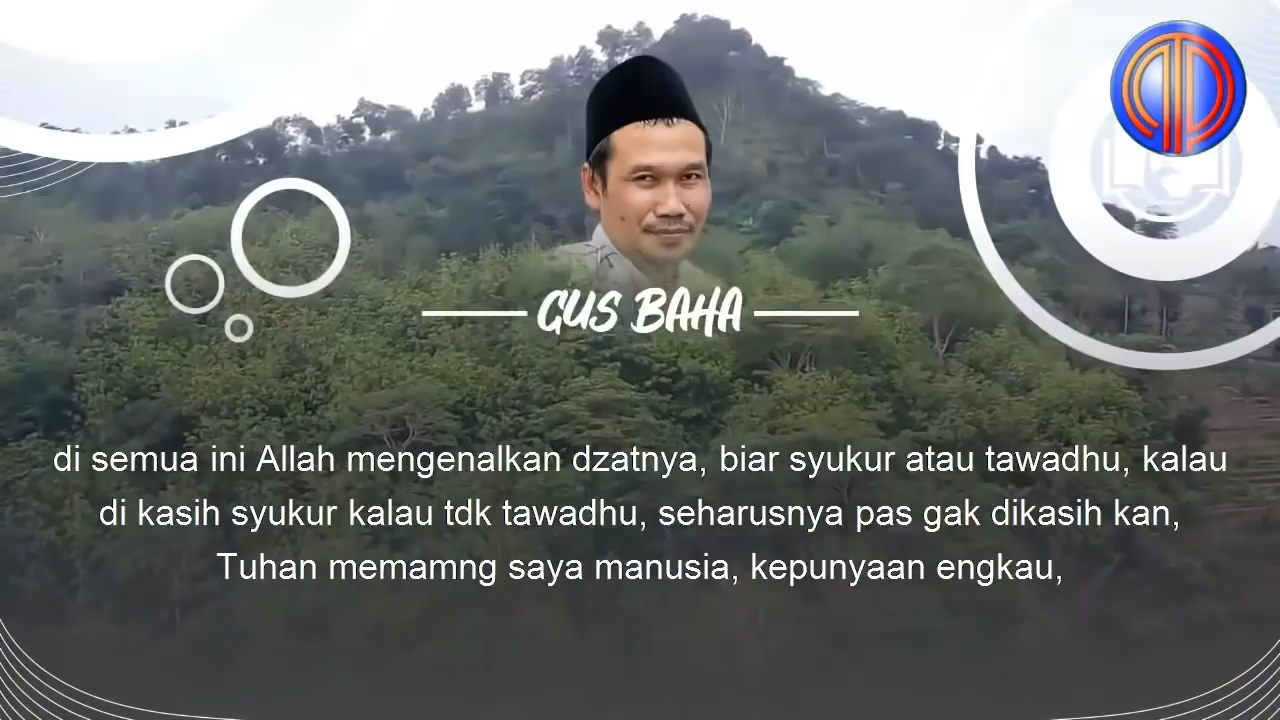 GUS BAHA
di semua ini Allah mengenalkan dzatnya, biar syukur atau tawadhu, kalau
di kasih syukur kalau tdk tawadhu, seharusnya pas gak dikasih kan,
Tuhan memamng saya manusia, kepunyaan engkau,